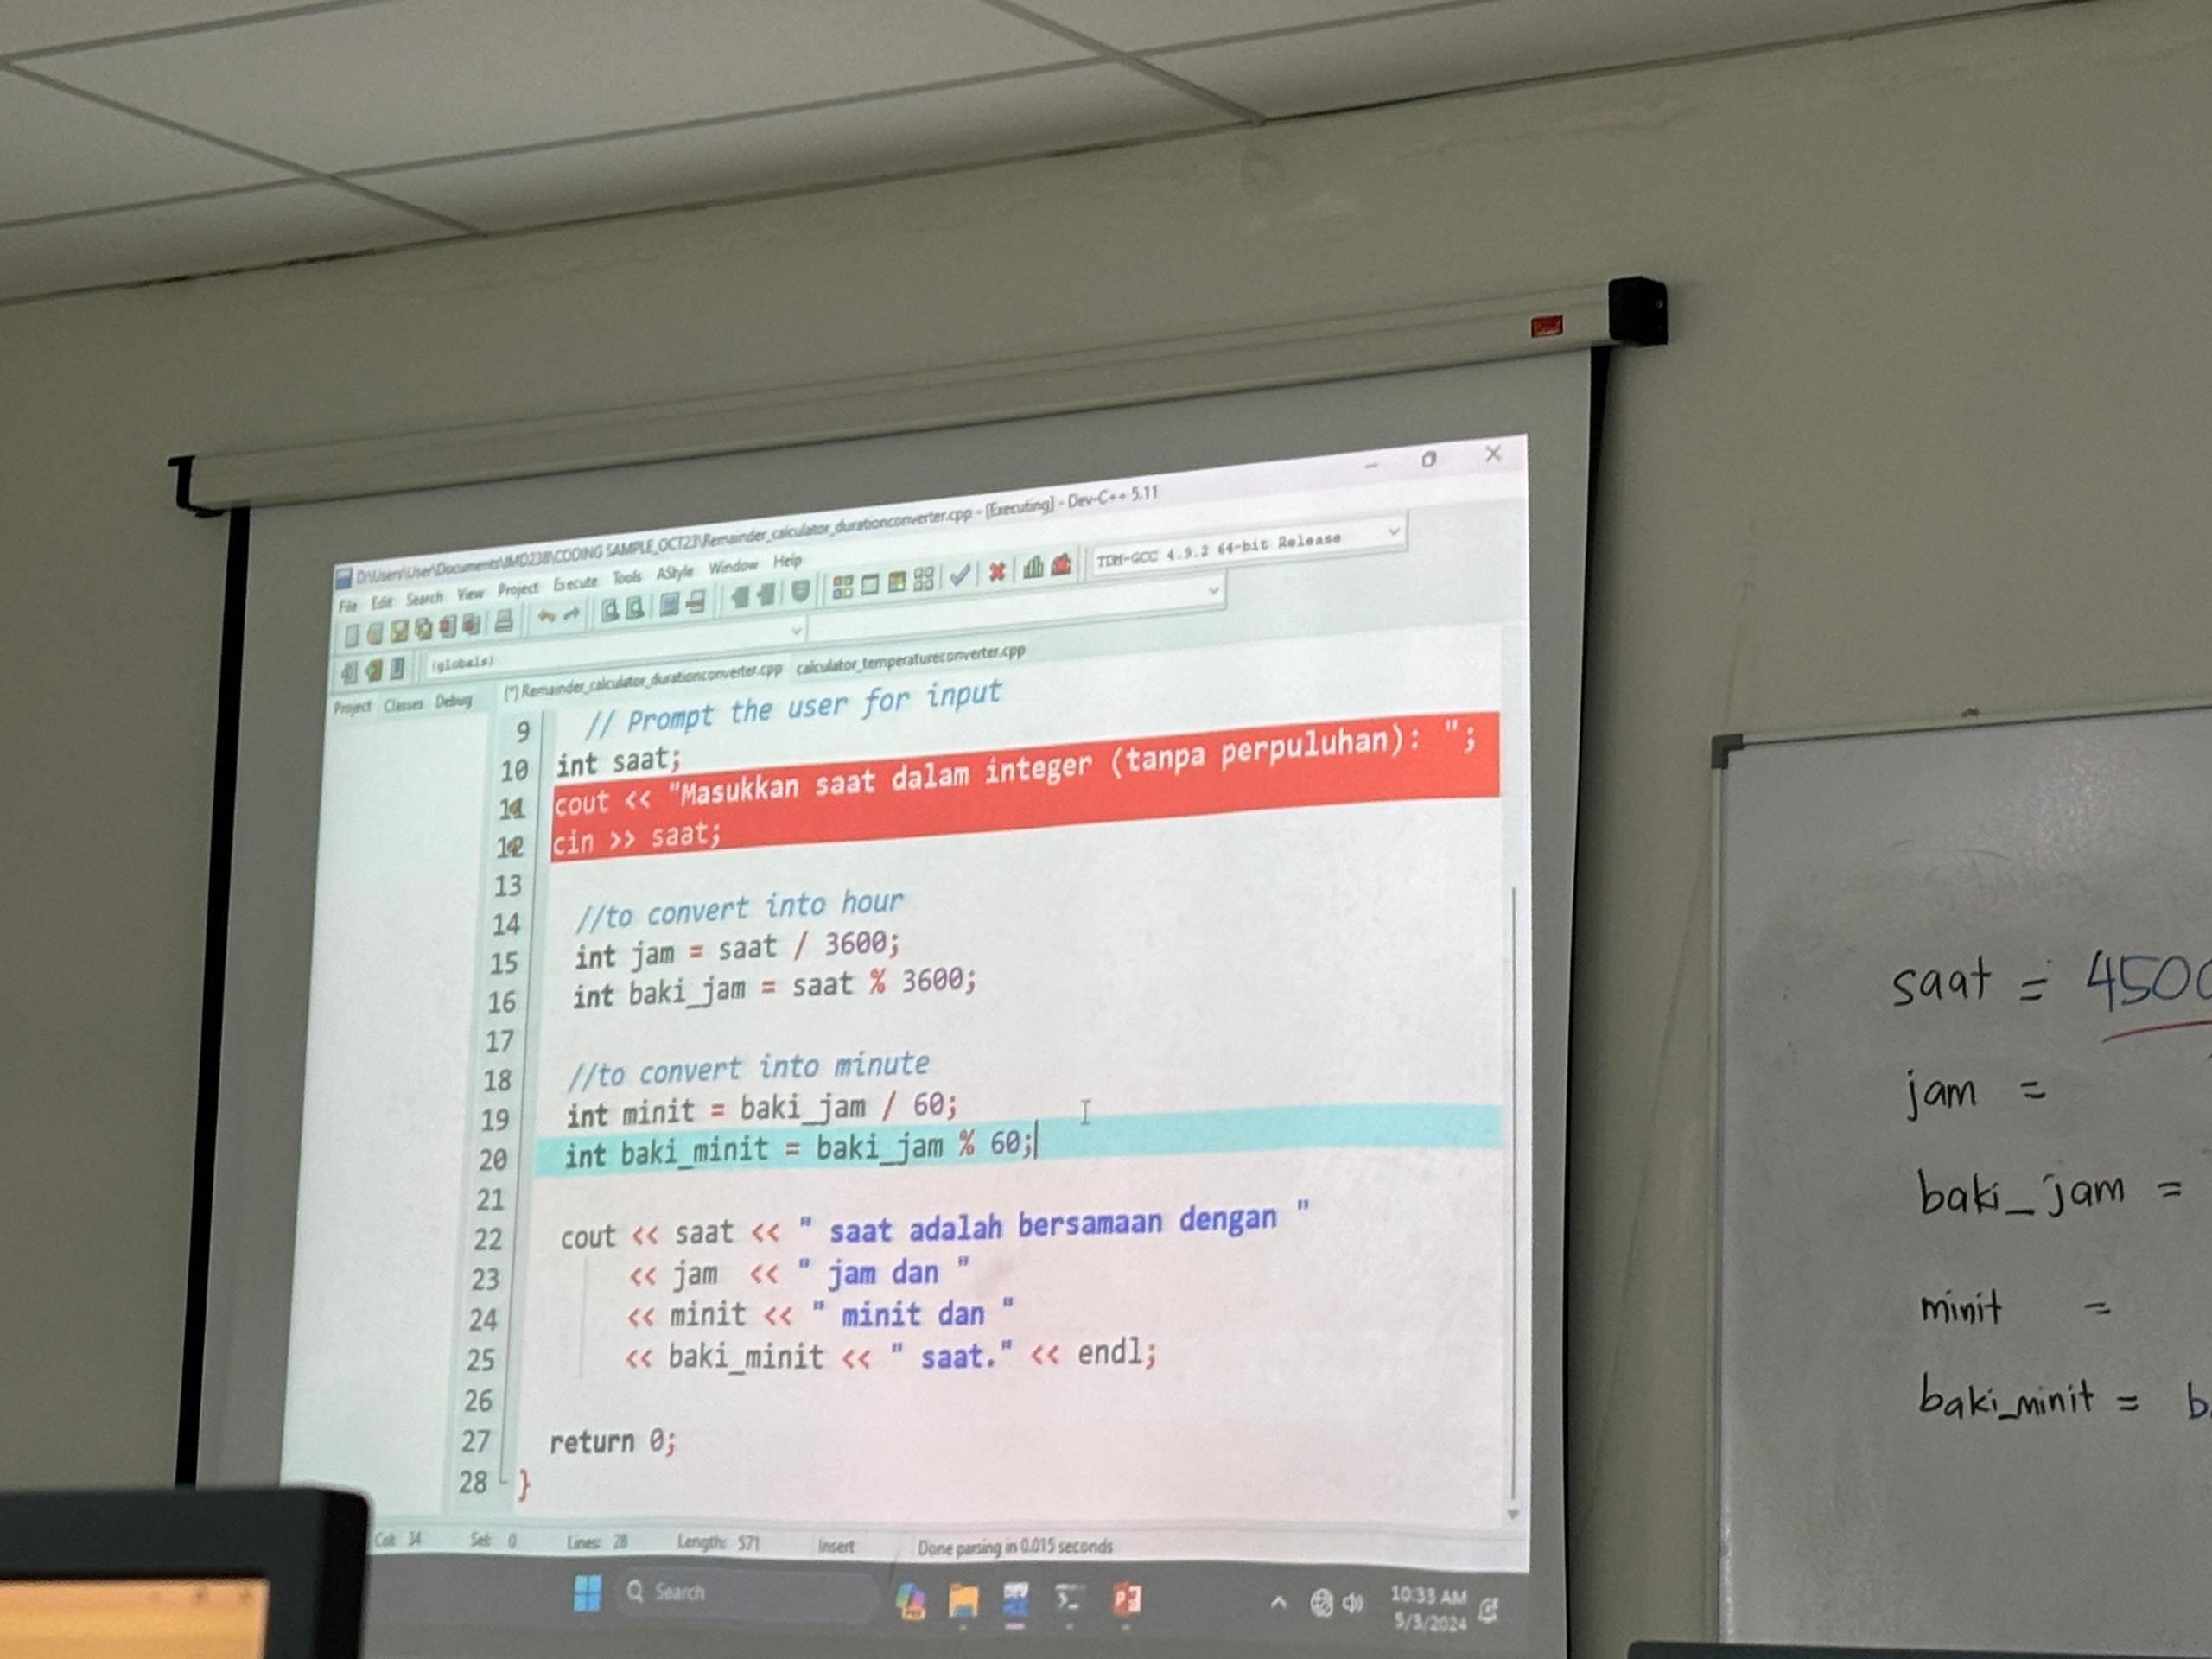 D:\Users\User\Documents\IMD238\CODING SAMPLE_OCT23\Remainder_calculator_durationconverter.cpp - [Executing] - Dev-C++ 5.11
File Edit Search View Project Execute Tools AStyle Window Help
TDM-GCC 4.9.2 64-bit Release
(globals)
Project Classes Debug
[*] Remainder_calculator_durationconverter.cpp calculator_temperatureconverter.cpp
9 // Prompt the user for input
10 int saat;
11 cout << "Masukkan saat dalam integer (tanpa perpuluhan): ";
12 cin >> saat;
13
14 //to convert into hour
15 int jam = saat / 3600;
16 int baki_jam = saat % 3600;
17
18 //to convert into minute
19 int minit = baki_jam / 60;
20 int baki_minit = baki_jam % 60;
21
22 cout << saat << " saat adalah bersamaan dengan "
23 << jam << " jam dan "
24 << minit << " minit dan "
25 << baki_minit << " saat." << endl;
26
27 return 0;
28 }
Col: 34 Sel: 0 Lines: 28 Length: 571 Insert Done parsing in 0.015 seconds
Search
10:33 AM
5/3/2024
saat = 4500
jam =
baki_jam =
minit =
baki_minit = b